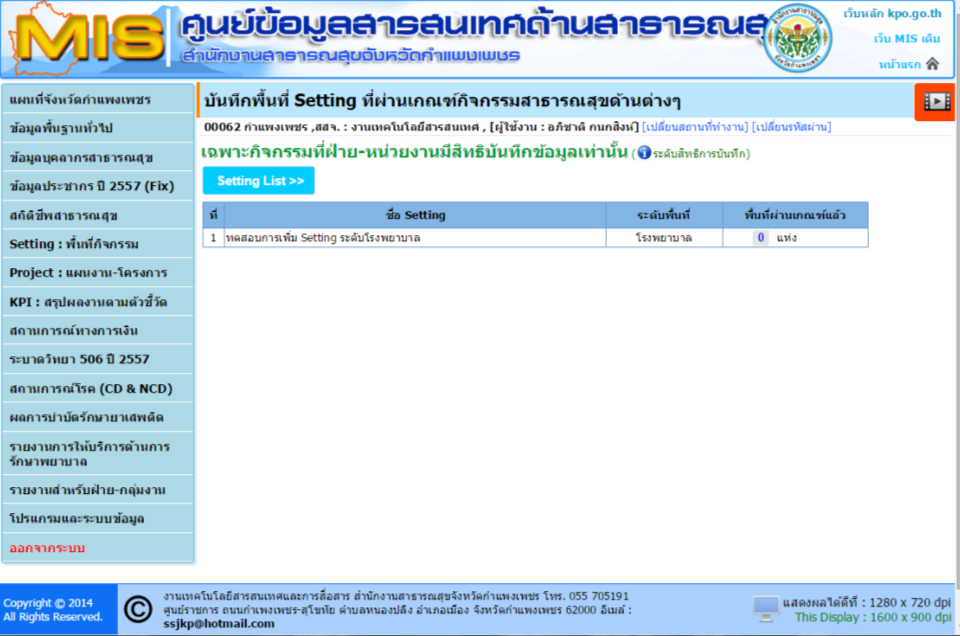 MIS
ศูนย์ข้อมูลสารสนเทศด้านสาธารณสุ
สำนักงานสาธารณสุขจังหวัดกำแพงเพชร
เว็บหลัก kpo.go.th
เว็บ MIS เดิม
หน้าแรก
แผนที่จังหวัดกำแพงเพชร
ข้อมูลพื้นฐานทั่วไป
ข้อมูลบุคลากรสาธารณสุข
ข้อมูลประชากร ปี 2557 (Fix)
สถิติชีพสาธารณสุข
Setting : พื้นที่กิจกรรม
Project : แผนงาน-โครงการ
KPI : สรุปผลงานตามตัวชี้วัด
สถานการณ์ทางการเงิน
ระบาดวิทยา 506 ปี 2557
สถานการณ์โรค (CD & NCD)
ผลการบำบัดรักษายาเสพติด
รายงานการให้บริการด้านการ
รักษาพยาบาล
รายงานสำหรับฝ่าย-กลุ่มงาน
โปรแกรมและระบบข้อมูล
ออกจากระบบ
บันทึกพื้นที่ Setting ที่ผ่านเกณฑ์กิจกรรมสาธารณสุขด้านต่างๆ
00062 กำแพงเพชร ,สสจ. : งานเทคโนโลยีสารสนเทศ , [ผู้ใช้งาน : อภิชาติ กนกสิงห์] [เปลี่ยนสถานที่ทำงาน] [เปลี่ยนรหัสผ่าน]
เฉพาะกิจกรรมที่ฝ่าย-หน่วยงานมีสิทธิบันทึกข้อมูลเท่านั้น ( ระดับสิทธิการบันทึก)
Setting List >>
ที่ ชื่อ Setting ระดับพื้นที่ พื้นที่ผ่านเกณฑ์แล้ว
1 ทดสอบการเพิ่ม Setting ระดับโรงพยาบาล โรงพยาบาล 0 แห่ง
Copyright © 2014
All Rights Reserved.
©
งานเทคโนโลยีสารสนเทศและการสื่อสาร สำนักงานสาธารณสุขจังหวัดกำแพงเพชร โทร. 055 705191
ศูนย์ราชการ ถนนกำแพงเพชร-สุโขทัย ตำบลหนองปลิง อำเภอเมือง จังหวัดกำแพงเพชร 62000 อีเมล์ :
ssjkp@hotmail.com
แสดงผลได้ดีที่ : 1280 x 720 dpi
This Display : 1600 x 900 dpi